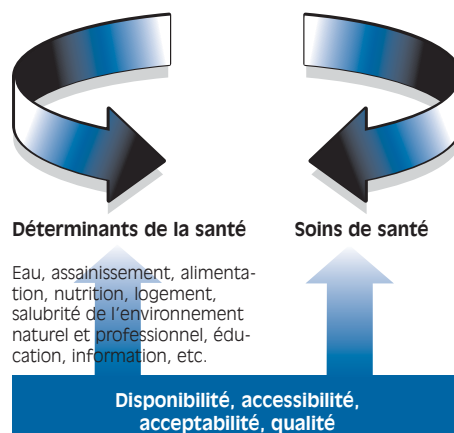 Déterminants de la santé
Soins de santé
Eau, assainissement, alimenta-
tion, nutrition, logement,
salubrité de l'environnement
naturel et professionnel, édu-
cation, information, etc.
Disponibilité, accessibilité,
acceptabilité, qualité